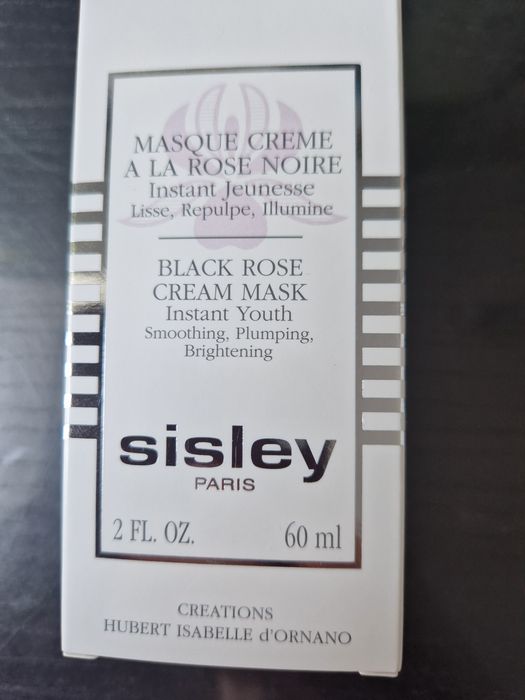 MASQUE CREME
A LA ROSE NOIRE
Instant Jeunesse
Lisse, Repulpe, Illumine
BLACK ROSE
CREAM MASK
Instant Youth
Smoothing, Plumping,
Brightening
sisley
PARIS
2 FL. OZ. 60 ml
CREATIONS
HUBERT ISABELLE d'ORNANO